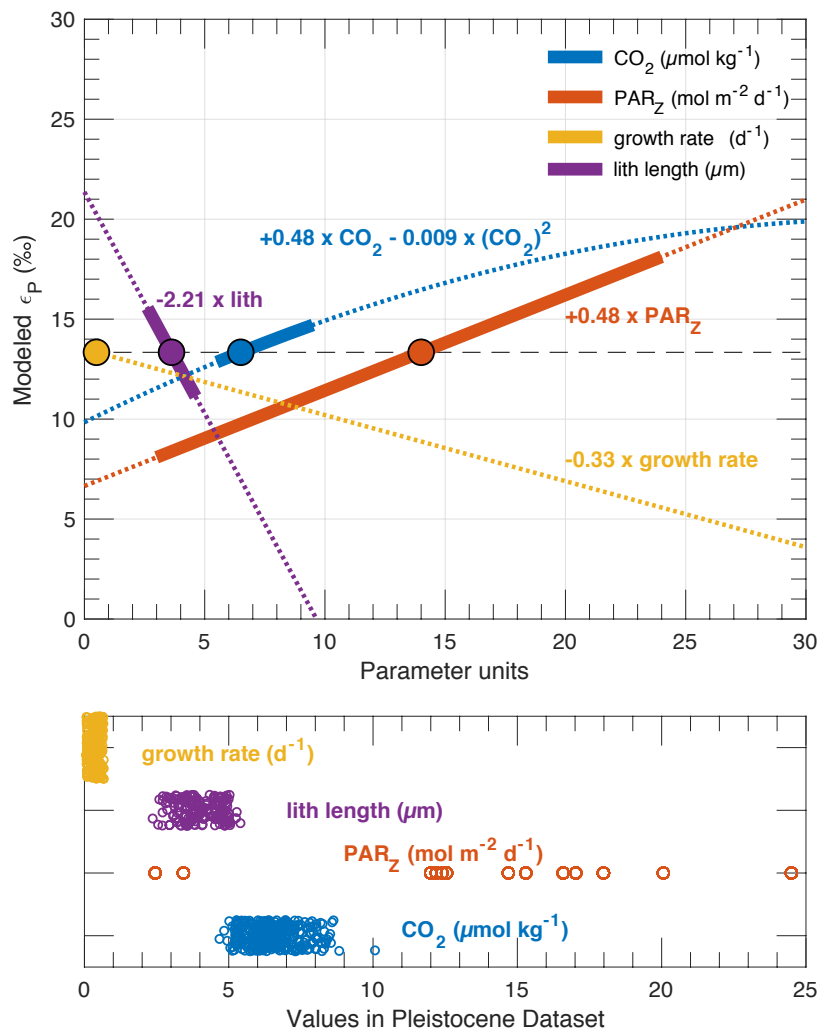 30
25
20
15
10
5
0
Modeled ϵP (‰)
CO2 (µmol kg-1)
PARZ (mol m-2 d-1)
growth rate (d-1)
lith length (µm)
+0.48 x CO2 - 0.009 x (CO2)2
-2.21 x lith
+0.48 x PARZ
-0.33 x growth rate
0 5 10 15 20 25 30
Parameter units
growth rate (d-1)
lith length (µm)
PARZ (mol m-2 d-1)
CO2 (µmol kg-1)
0 5 10 15 20 25
Values in Pleistocene Dataset